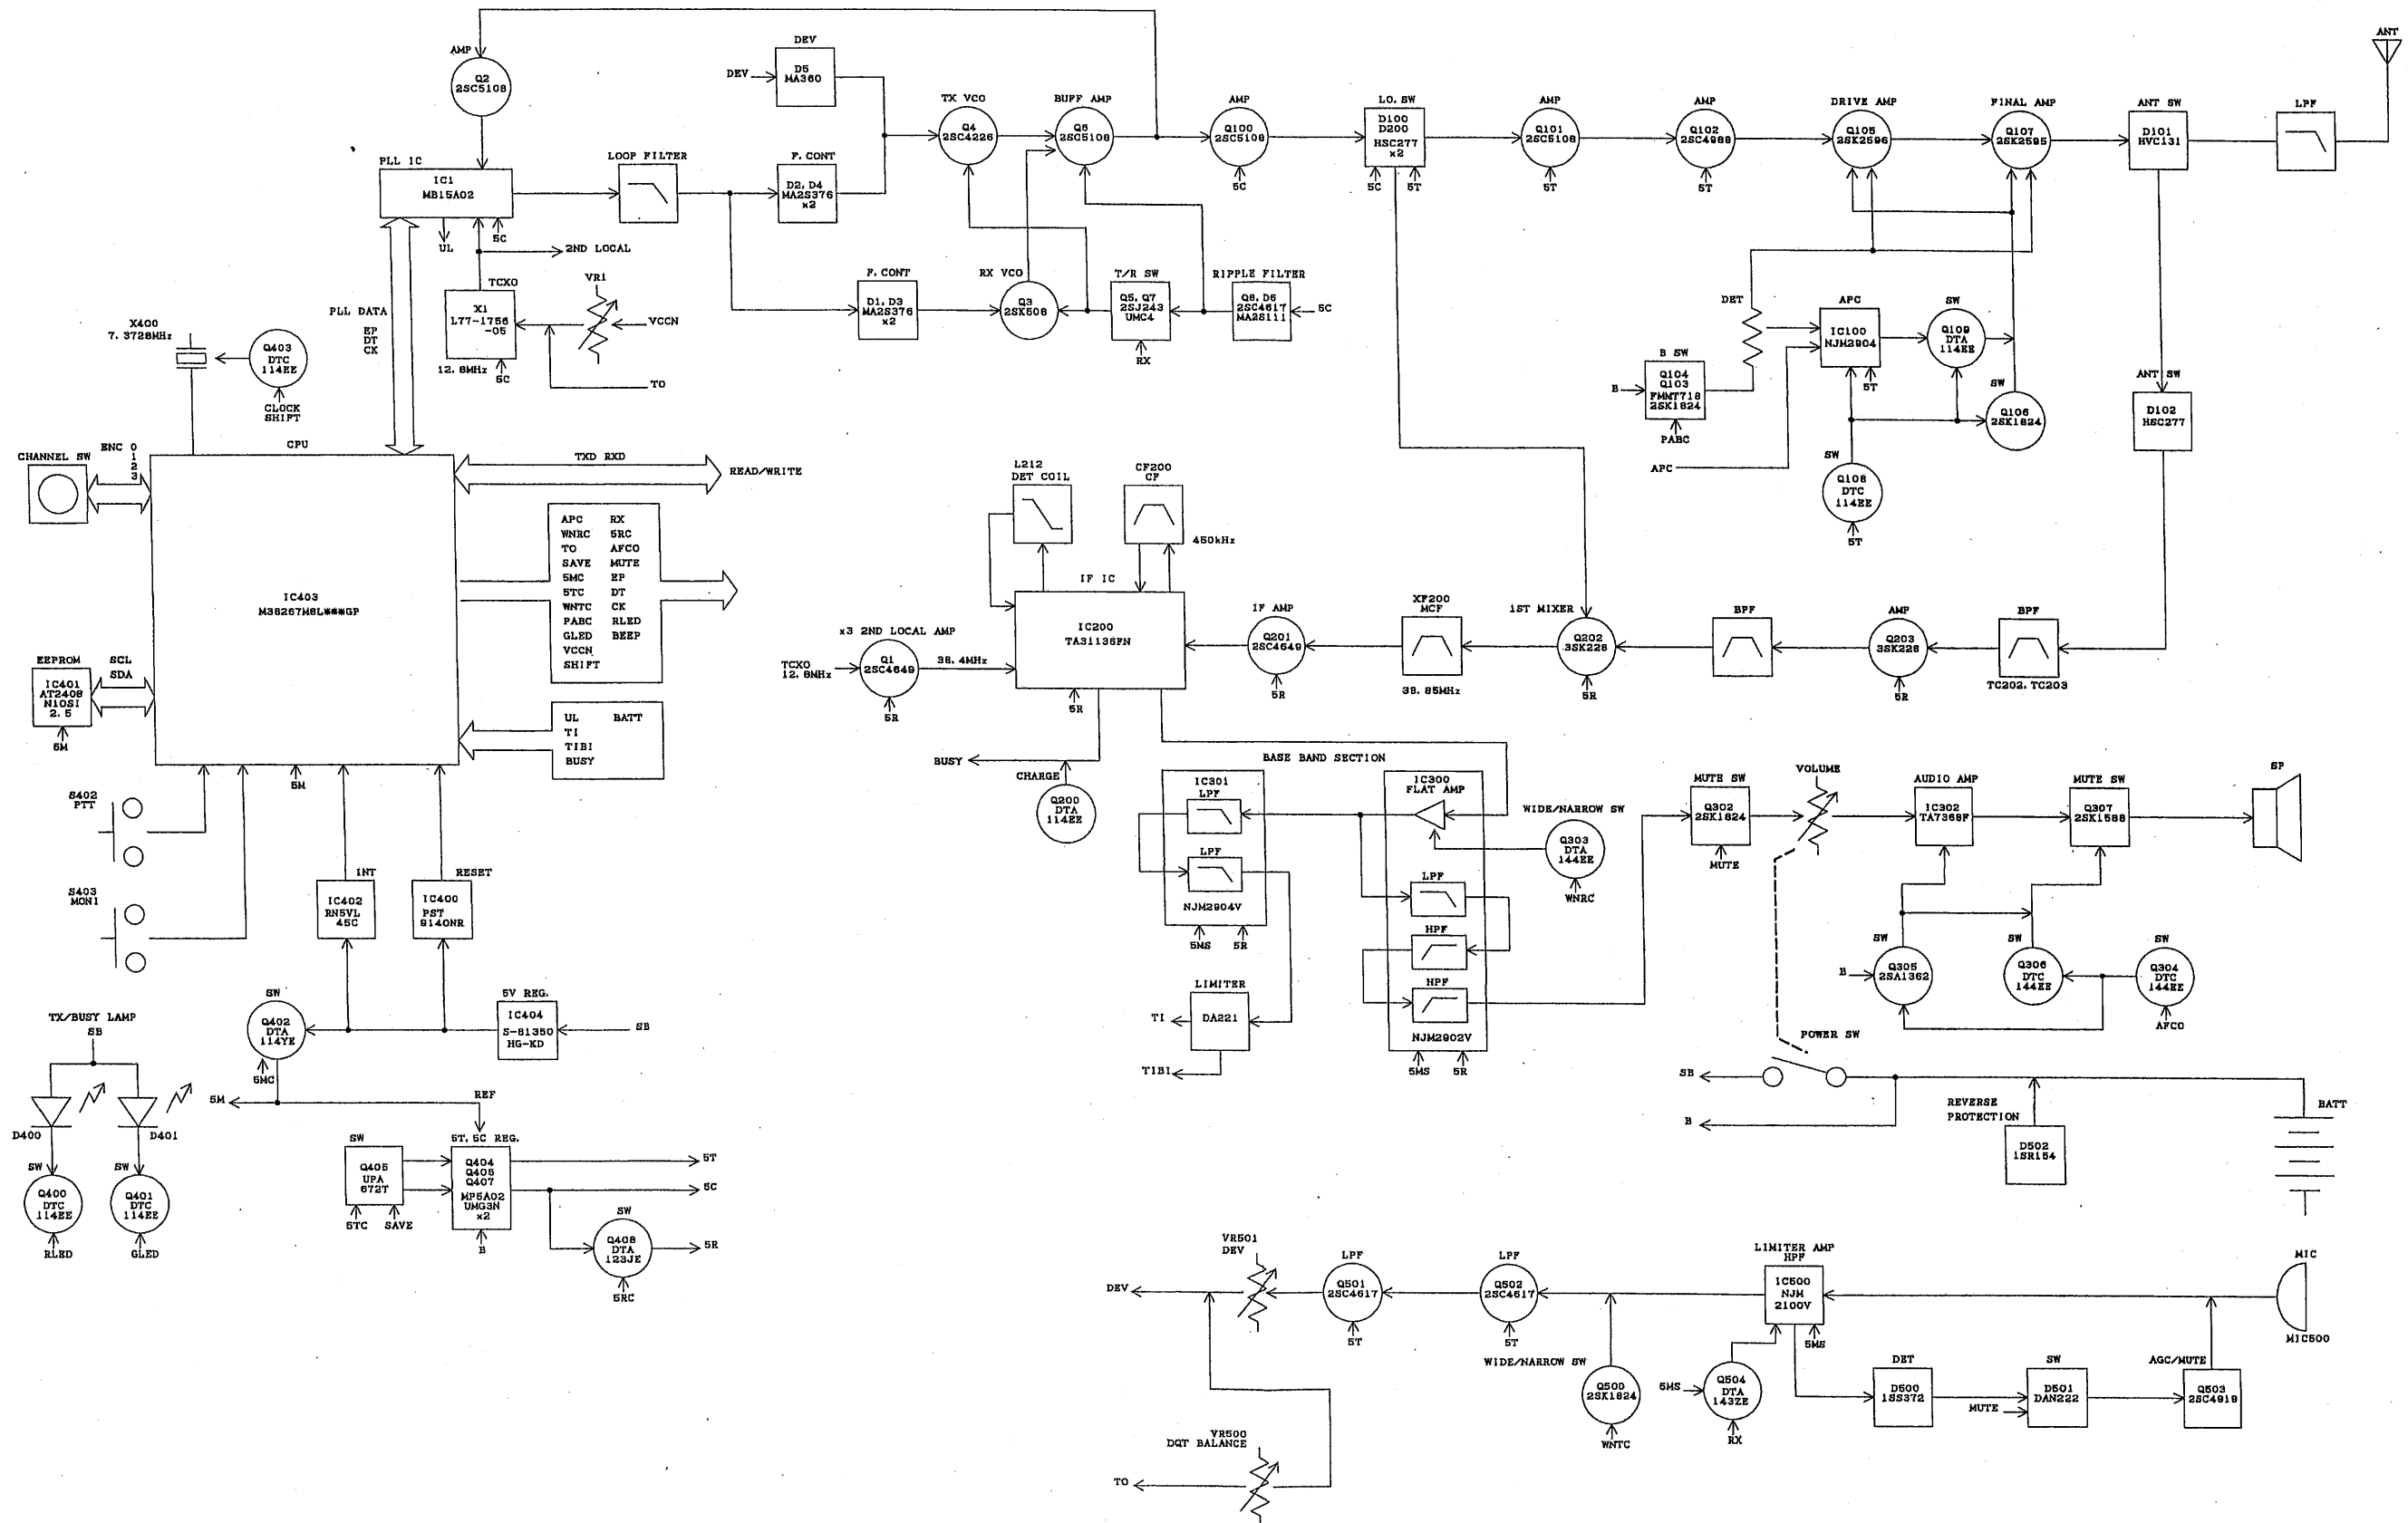 ANT
AMP
Q2
2SC5108
DEV
DEV
D5
MA360
TX VCO
Q4
2SC4226
BUFF AMP
Q6
2SC5108
AMP
Q100
2SC5108
5C
LO. SW
D100
D200
HSC277
x2
5C
5T
AMP
Q101
2SC5108
5T
AMP
Q102
2SC4988
5T
DRIVE AMP
Q105
2SK2596
FINAL AMP
Q107
2SK2595
ANT SW
D101
HVC131
LPF
PLL IC
IC1
MB15A02
UL
5C
2ND LOCAL
LOOP FILTER
F. CONT
D2, D4
MA2S376
x2
F. CONT
D1, D3
MA2S376
x2
RX VCO
Q3
2SK508
T/R SW
Q5, Q7
2SJ243
UMC4
RX
RIPPLE FILTER
Q8, D6
2SC4617
MA2S111
5C
TCXO
X1
L77-1756
-05
12. 8MHz
5C
VR1
VCCN
TO
PLL DATA
EP
DT
CK
X400
7. 3728MHz
Q403
DTC
114EE
CLOCK
SHIFT
DET
APC
IC100
NJM2904
5T
SW
Q109
DTA
114EE
SW
Q106
2SK1824
B SW
B
Q104
Q103
FMMT718
2SK1824
PABC
APC
SW
Q108
DTC
114EE
5T
ANT SW
D102
HSC277
CHANNEL SW
ENC 0
1
2
3
CPU
IC403
M38267M8L***GP
TXD RXD
READ/WRITE
APC RX
WNRC 5RC
TO AFCO
SAVE MUTE
5MC EP
5TC DT
WNTC CK
PABC RLED
GLED BEEP
VCCN
SHIFT
UL BATT
TI
TIBI
BUSY
EEPROM
IC401
AT2408
N10SI
2. 5
5M
SCL
SDA
5M
S402
PTT
S403
MONI
INT
IC402
RN5VL
45C
RESET
IC400
PST
9140NR
L212
DET COIL
CF200
CF
450kHz
IF IC
IC200
TA31136FN
5R
x3 2ND LOCAL AMP
TCXO
12. 8MHz
Q1
2SC4649
38. 4MHz
5R
IF AMP
Q201
2SC4649
5R
XF200
MCF
38. 85MHz
1ST MIXER
Q202
3SK228
5R
BPF
AMP
Q203
3SK228
5R
BPF
TC202, TC203
BUSY
CHARGE
Q200
DTA
114EE
BASE BAND SECTION
IC301
LPF
LPF
NJM2904V
5MS
5R
LIMITER
DA221
TI
TIBI
IC300
FLAT AMP
LPF
HPF
HPF
NJM2902V
5MS
5R
WIDE/NARROW SW
Q303
DTA
144EE
WNRC
MUTE SW
Q302
2SK1824
MUTE
VOLUME
AUDIO AMP
IC302
TA7368F
MUTE SW
Q307
2SK1588
SP
SW
B
Q305
2SA1362
SW
Q306
DTC
144EE
SW
Q304
DTC
144EE
AFCO
POWER SW
SB
B
REVERSE
PROTECTION
D502
1SR154
BATT
TX/BUSY LAMP
SB
D400
D401
SW
Q400
DTC
114EE
RLED
SW
Q401
DTC
114EE
GLED
SW
Q402
DTA
114YE
5MC
5V REG.
IC404
S-81350
HG-KD
SB
5M
REF
SW
Q405
UPA
672T
5TC
SAVE
5T, 5C REG.
Q404
Q406
Q407
MP5A02
UMG3N
x2
B
5T
5C
SW
Q408
DTA
123JE
5RC
5R
DEV
VR501
DEV
LPF
Q501
2SC4617
5T
LPF
Q502
2SC4617
5T
WIDE/NARROW SW
Q500
2SK1824
WNTC
LIMITER AMP
HPF
IC500
NJM
2100V
5MS
5MS
Q504
DTA
143ZE
RX
DET
D500
1SS372
SW
D501
DAN222
MUTE
AGC/MUTE
Q503
2SC4919
MIC
MIC500
VR500
DQT BALANCE
TO